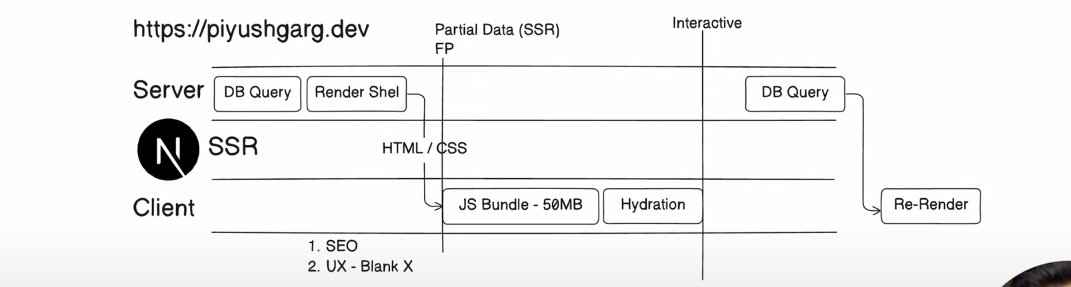 https://piyushgarg.dev
Partial Data (SSR)
FP
Interactive
Server
DB Query
Render Shel
DB Query
N
SSR
HTML / CSS
Client
JS Bundle - 50MB
Hydration
Re-Render
1. SEO
2. UX - Blank X